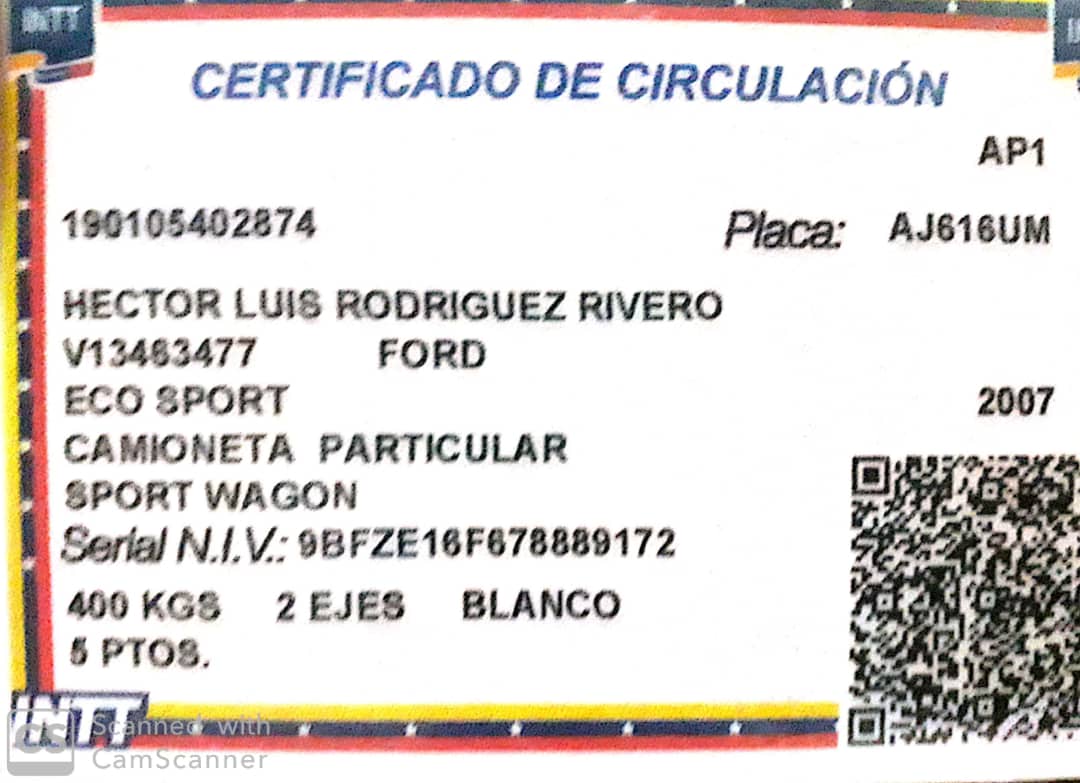 INTT
CERTIFICADO DE CIRCULACIÓN
AP1
190105402874 Placa: AJ616UM
HECTOR LUIS RODRIGUEZ RIVERO
V13463477 FORD
ECO SPORT 2007
CAMIONETA PARTICULAR
SPORT WAGON
Serial N.I.V.: 9BFZE16F678889172
400 KGS 2 EJES BLANCO
5 PTOS.
INTT
CS Scanned with
CamScanner